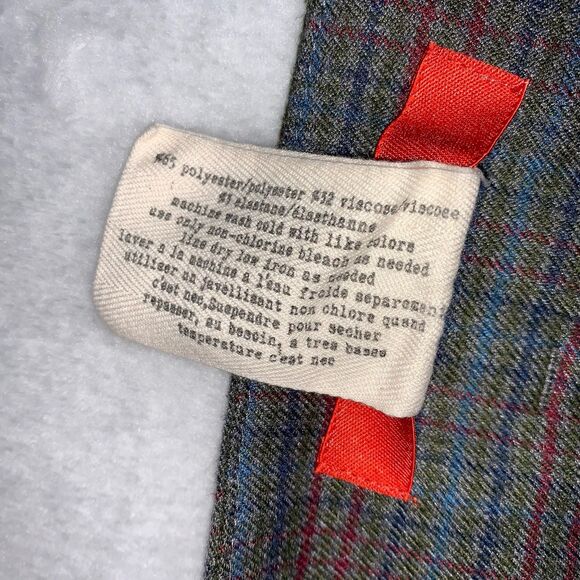 %65 polyester/polyester %32 viscose/viscose
%3 elastane/élasthanne
machine wash cold with like colors
use only non-chlorine bleach as needed
line dry low iron as needed
laver a la machine a l'eau froide separement
utiliser un javellisant non chlore quand
c'est nec.Suspendre pour secher
repasser, au besoin, a tres basse
temperature c'est nec